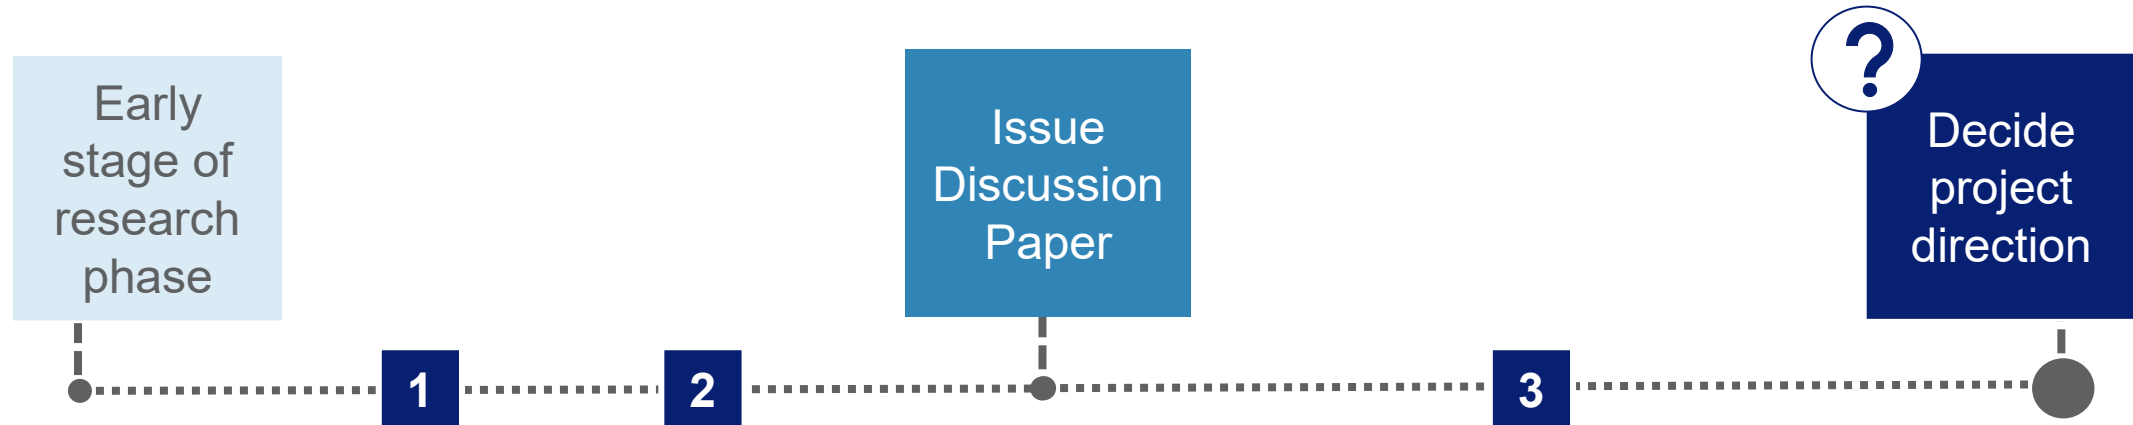 Early
stage of
research
phase
Issue
Discussion
Paper
?
Decide
project
direction
1
2
3